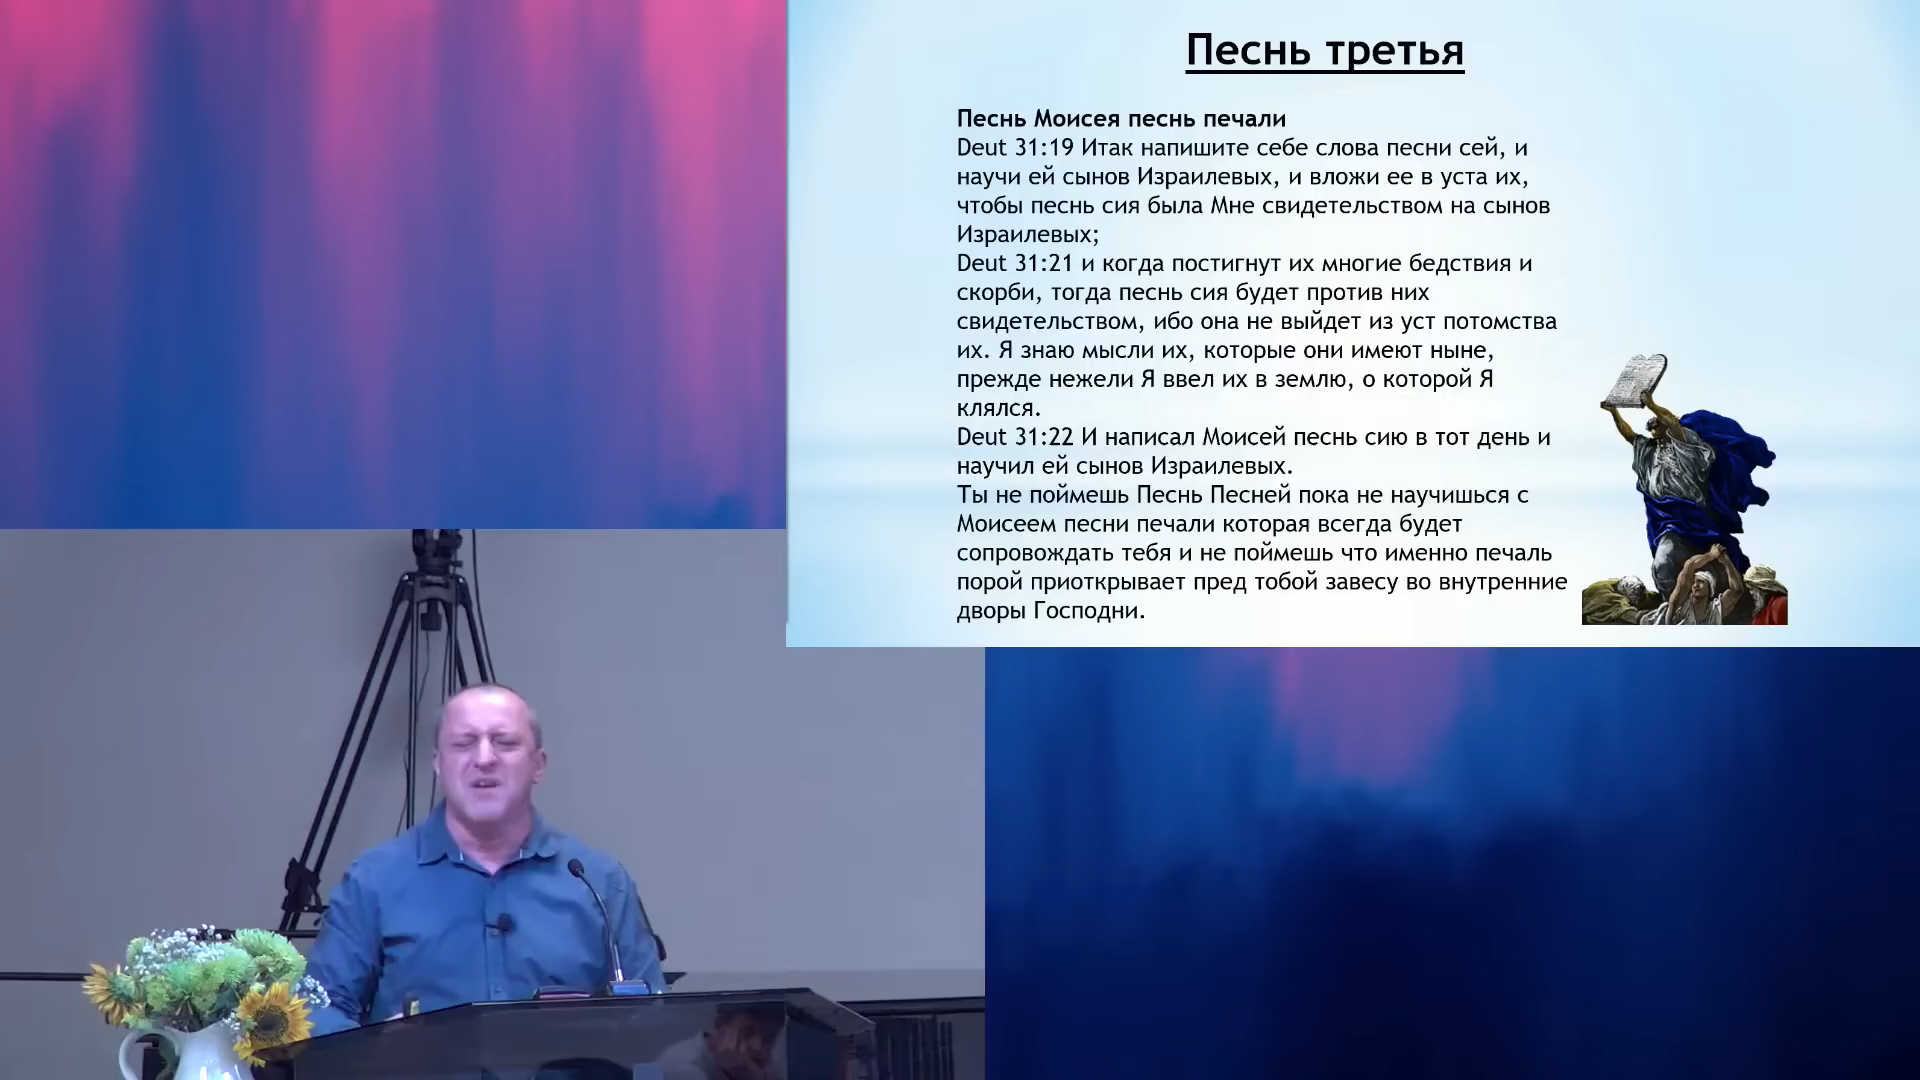 Песнь третья
Песнь Моисея песнь печали
Deut 31:19 Итак напишите себе слова песни сей, и
научи ей сынов Израилевых, и вложи ее в уста их,
чтобы песнь сия была Мне свидетельством на сынов
Израилевых;
Deut 31:21 и когда постигнут их многие бедствия и
скорби, тогда песнь сия будет против них
свидетельством, ибо она не выйдет из уст потомства
их. Я знаю мысли их, которые они имеют ныне,
прежде нежели Я ввел их в землю, о которой Я
клялся.
Deut 31:22 И написал Моисей песнь сию в тот день и
научил ей сынов Израилевых.
Ты не поймешь Песнь Песней пока не научишься с
Моисеем песни печали которая всегда будет
сопровождать тебя и не поймешь что именно печаль
порой приоткрывает пред тобой завесу во внутренние
дворы Господни.